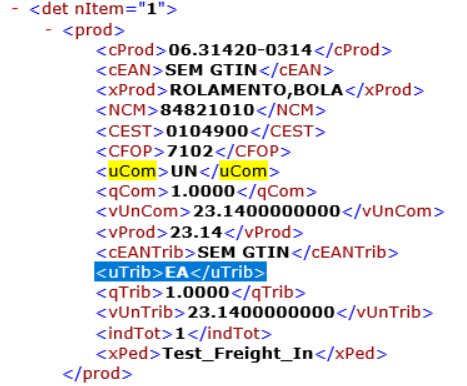 - <det nItem="1">
- <prod>
<cProd>06.31420-0314</cProd>
<cEAN>SEM GTIN</cEAN>
<xProd>ROLAMENTO,BOLA</xProd>
<NCM>84821010</NCM>
<CEST>0104900</CEST>
<CFOP>7102</CFOP>
<uCom>UN</uCom>
<qCom>1.0000</qCom>
<vUnCom>23.1400000000</vUnCom>
<vProd>23.14</vProd>
<cEANTrib>SEM GTIN</cEANTrib>
<uTrib>EA</uTrib>
<qTrib>1.0000</qTrib>
<vUnTrib>23.1400000000</vUnTrib>
<indTot>1</indTot>
<xPed>Test_Freight_In</xPed>
</prod>